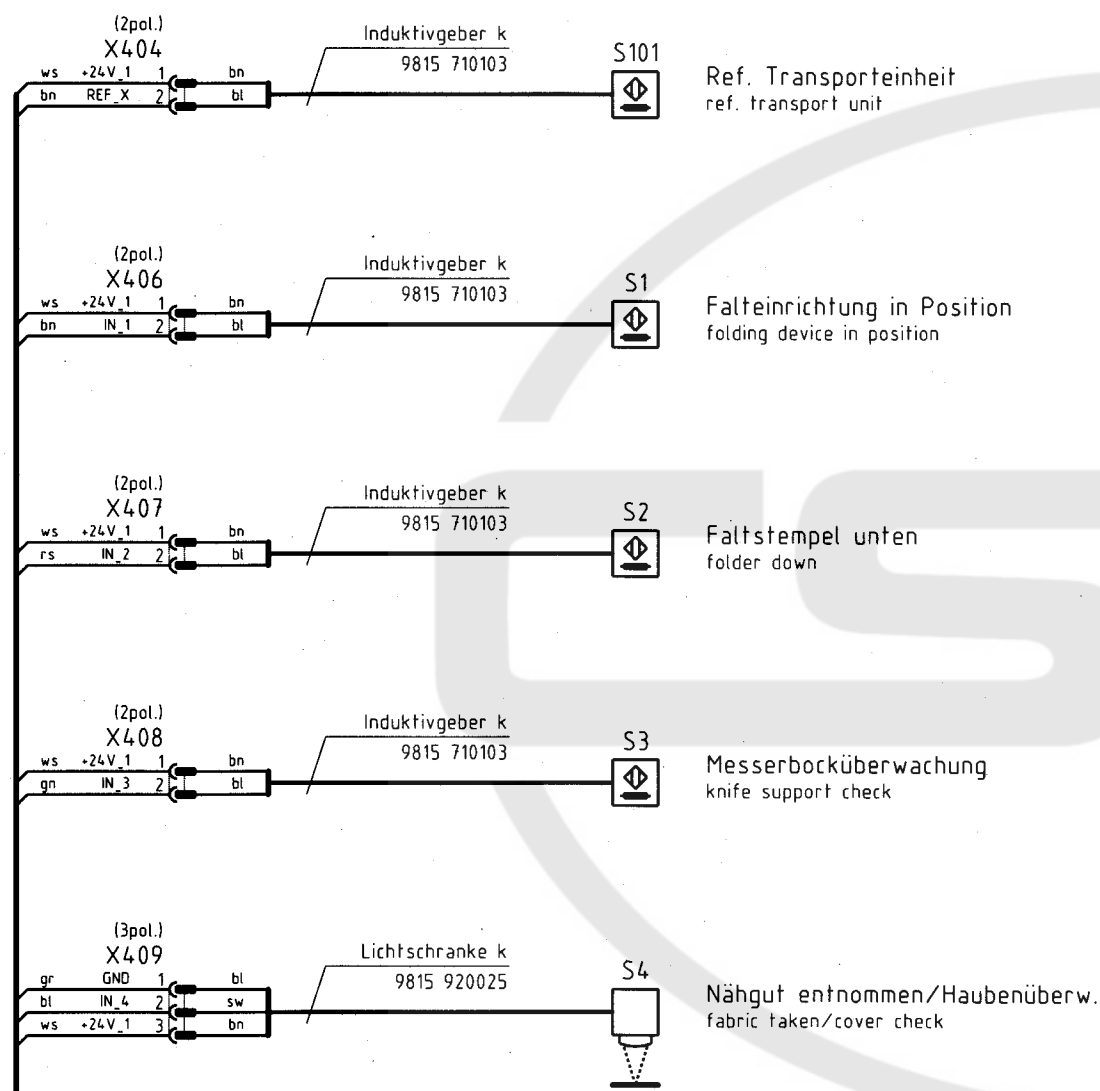 (2pol.)
X404
Induktivgeber k
9815 710103
S101
ws +24V_1 1 bn
bn REF_X 2 bl
Ref. Transporteinheit
ref. transport unit
(2pol.)
X406
Induktivgeber k
9815 710103
S1
ws +24V_1 1 bn
bn IN_1 2 bl
Falteinrichtung in Position
folding device in position
(2pol.)
X407
Induktivgeber k
9815 710103
S2
ws +24V_1 1 bn
rs IN_2 2 bl
Faltstempel unten
folder down
(2pol.)
X408
Induktivgeber k
9815 710103
S3
ws +24V_1 1 bn
gn IN_3 2 bl
Messerbocküberwachung
knife support check
(3pol.)
X409
Lichtschranke k
9815 920025
S4
gr GND 1 bl
bl IN_4 2 sw
ws +24V_1 3 bn
Nähgut entnommen/Haubenüberw.
fabric taken/cover check